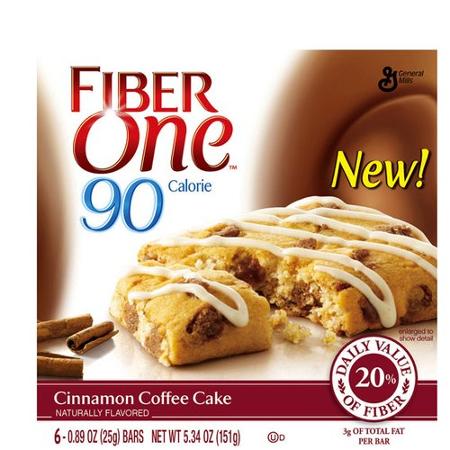 General
Mills
FIBER
One™
90 Calorie
New!
enlarged to
show detail
DAILY VALUE
20%
OF FIBER
Cinnamon Coffee Cake
NATURALLY FLAVORED
3g OF TOTAL FAT
PER BAR
6 - 0.89 OZ (25g) BARS NET WT 5.34 OZ (151g) U D